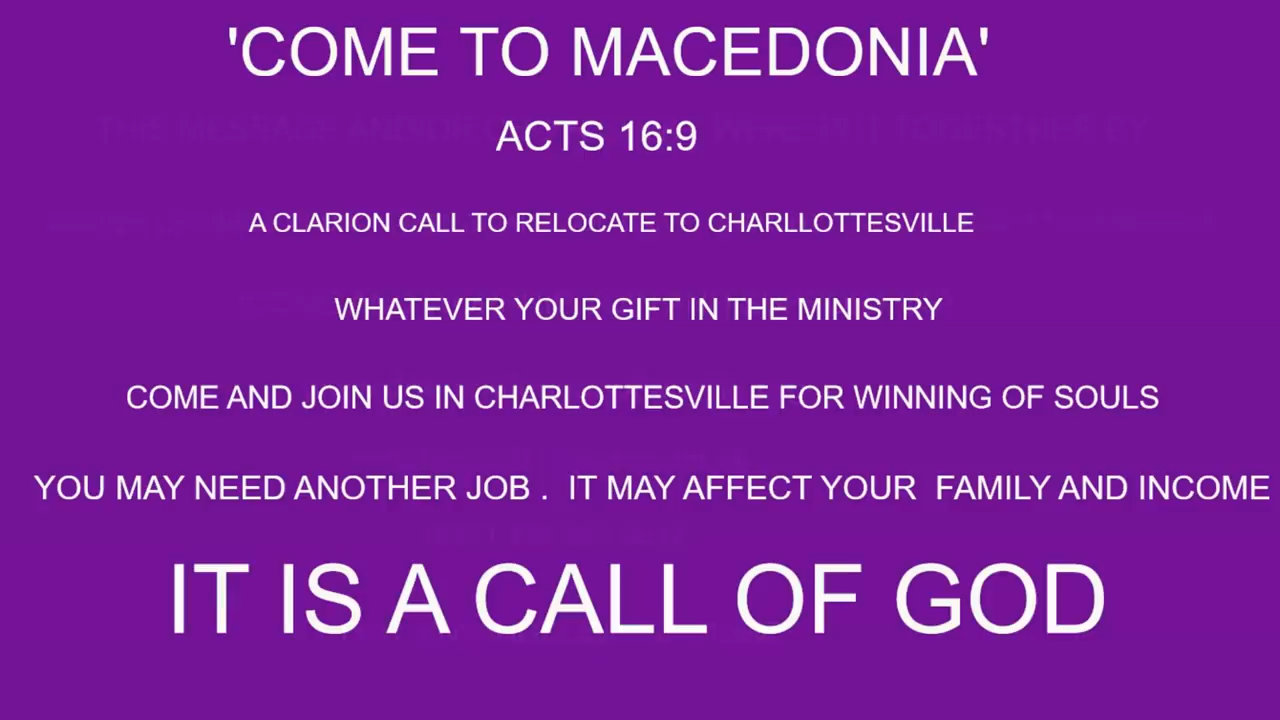 'COME TO MACEDONIA'
ACTS 16:9
A CLARION CALL TO RELOCATE TO CHARLLOTTESVILLE
WHATEVER YOUR GIFT IN THE MINISTRY
COME AND JOIN US IN CHARLOTTESVILLE FOR WINNING OF SOULS
YOU MAY NEED ANOTHER JOB .  IT MAY AFFECT YOUR  FAMILY AND INCOME
IT IS A CALL OF GOD